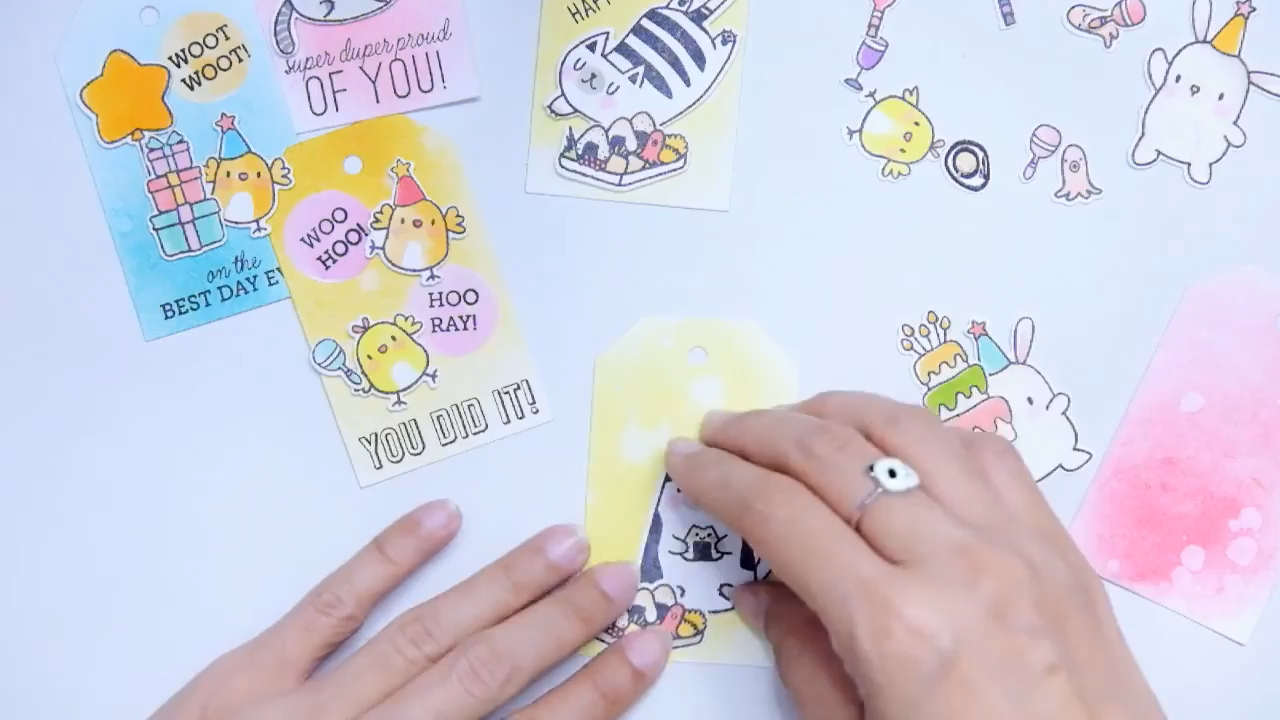 WOOT
WOOT!
on the
BEST DAY
super duper proud
OF YOU!
WOO
HOO!
HOO
RAY!
YOU DID IT!